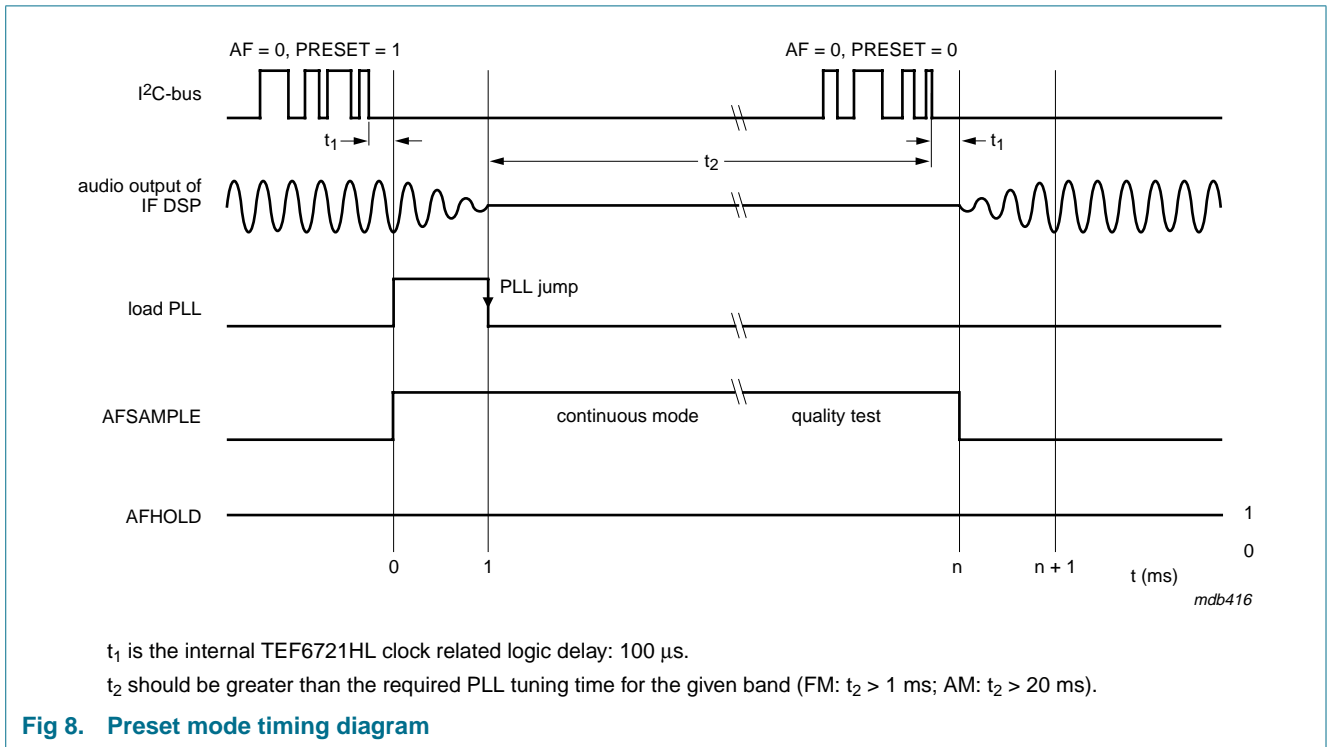 AF = 0, PRESET = 1
AF = 0, PRESET = 0
I²C-bus
t₁
t₁
t₂
audio output of
IF DSP
PLL jump
load PLL
AFSAMPLE
continuous mode
quality test
AFHOLD
1
0
0
1
n
n + 1
t (ms)
mdb416
t₁ is the internal TEF6721HL clock related logic delay: 100 µs.
t₂ should be greater than the required PLL tuning time for the given band (FM: t₂ > 1 ms; AM: t₂ > 20 ms).
Fig 8. Preset mode timing diagram